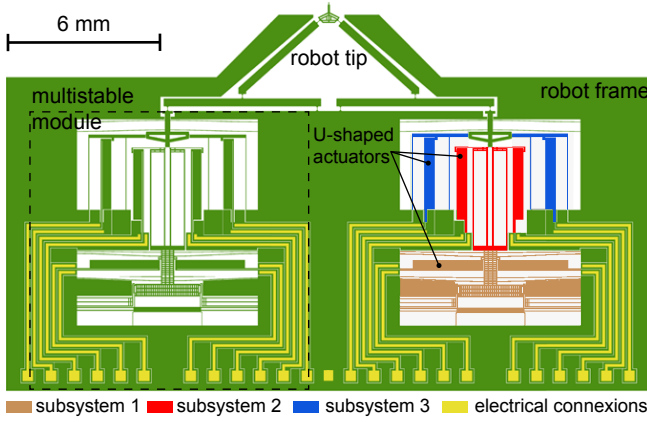 6 mm
robot tip
multistable
module
robot frame
U-shaped
actuators
subsystem 1 subsystem 2 subsystem 3 electrical connexions